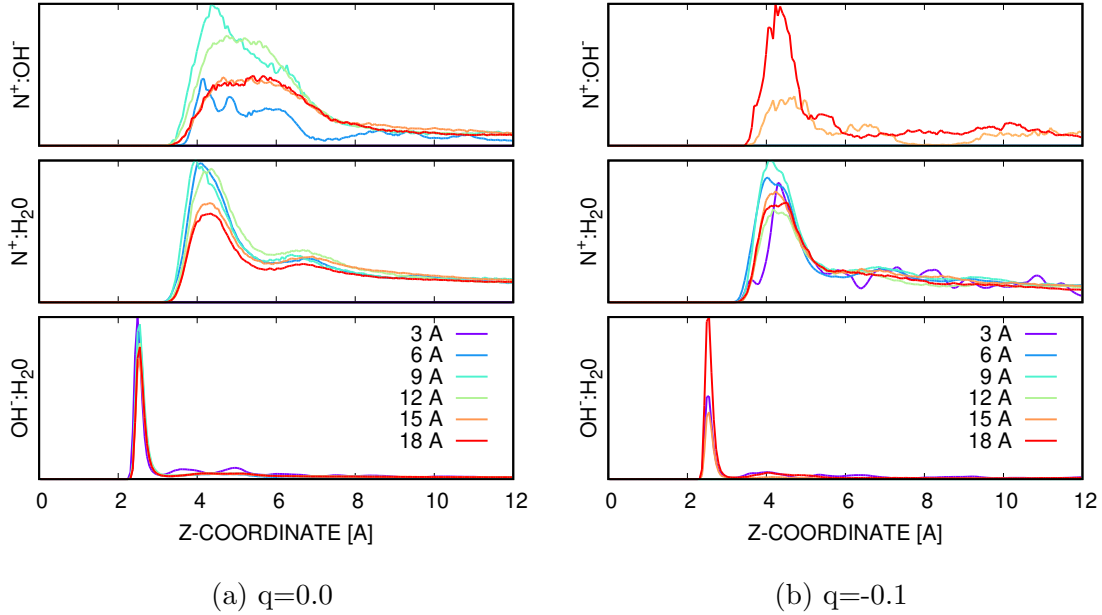 N⁺:OH⁻
N⁺:H₂0
OH⁻:H₂0
3 A
6 A
9 A
12 A
15 A
18 A
0 2 4 6 8 10 12
Z-COORDINATE [A]
(a) q=0.0
N⁺:OH⁻
N⁺:H₂0
OH⁻:H₂0
3 A
6 A
9 A
12 A
15 A
18 A
0 2 4 6 8 10 12
Z-COORDINATE [A]
(b) q=-0.1